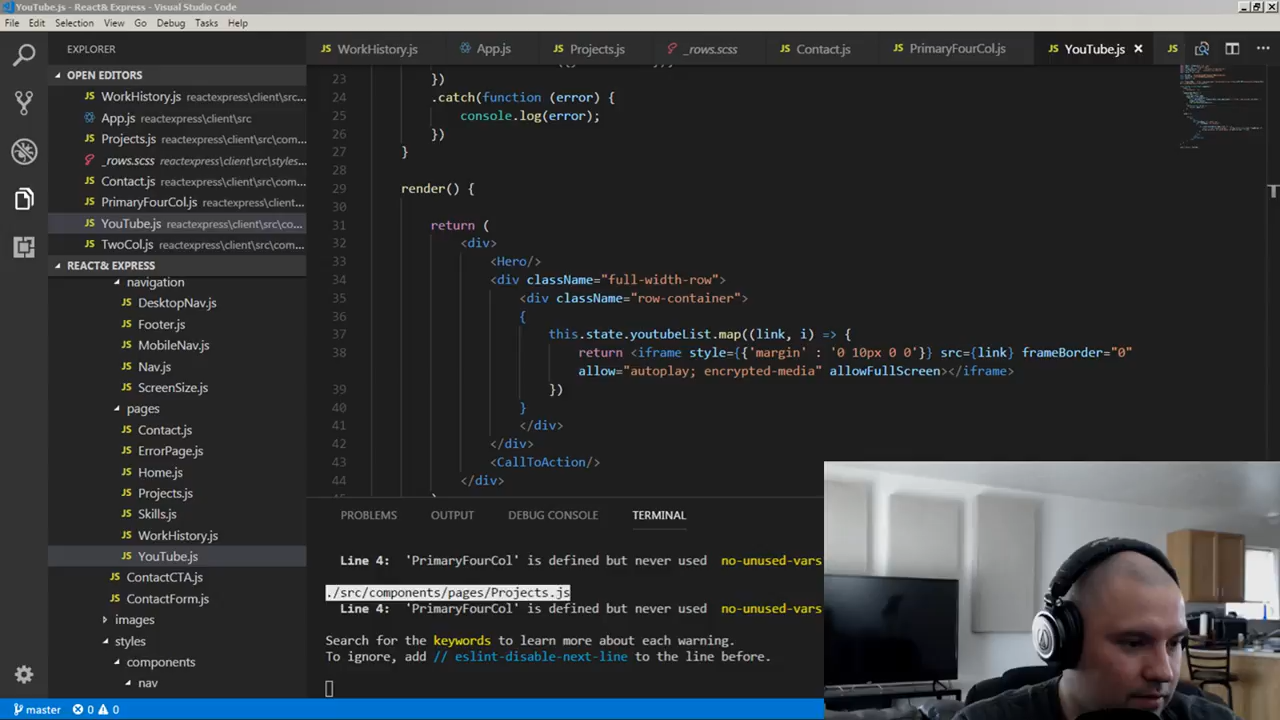 YouTube.js - React& Express - Visual Studio Code
File Edit Selection View Go Debug Tasks Help
EXPLORER
OPEN EDITORS
WorkHistory.js reactexpress\client\src...
App.js reactexpress\client\src
Projects.js reactexpress\client\src\com...
_rows.scss reactexpress\client\src\styles...
Contact.js reactexpress\client\src\com...
PrimaryFourCol.js reactexpress\client...
YouTube.js reactexpress\client\src\co...
TwoCol.js reactexpress\client\src\com...
REACT& EXPRESS
navigation
DesktopNav.js
Footer.js
MobileNav.js
Nav.js
ScreenSize.js
pages
Contact.js
ErrorPage.js
Home.js
Projects.js
Skills.js
WorkHistory.js
YouTube.js
ContactCTA.js
ContactForm.js
images
styles
components
nav
WorkHistory.js App.js Projects.js _rows.scss Contact.js PrimaryFourCol.js YouTube.js
23 })
24 .catch(function (error) {
25 console.log(error);
26 })
27 }
28
29 render() {
30
31 return (
32 <div>
33 <Hero/>
34 <div className="full-width-row">
35 <div className="row-container">
36 {
37 this.state.youtubeList.map((link, i) => {
38 return <iframe style={{'margin' : '0 10px 0 0'}} src={link} frameBorder="0"
allow="autoplay; encrypted-media" allowFullScreen></iframe>
39 })
40 }
41 </div>
42 </div>
43 <CallToAction/>
44 </div>
PROBLEMS OUTPUT DEBUG CONSOLE TERMINAL
Line 4: 'PrimaryFourCol' is defined but never used no-unused-vars
./src/components/pages/Projects.js
Line 4: 'PrimaryFourCol' is defined but never used no-unused-vars
Search for the keywords to learn more about each warning.
To ignore, add // eslint-disable-next-line to the line before.
master 0 0